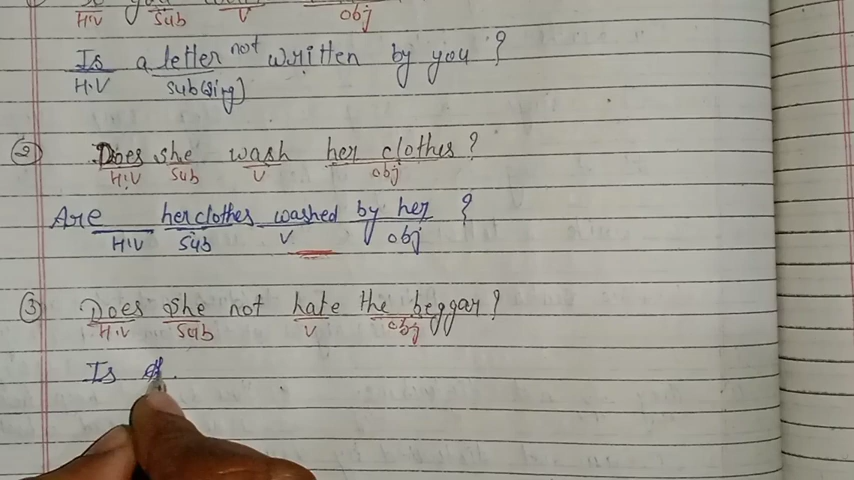 H.V Sub V obj
Is a letter not written by you ?
H.V Sub(sing)
② Does she wash her clothes ?
H.V Sub V obj
Are her clothes washed by her ?
H.V Sub V obj
③ Does she not hate the beggar ?
H.V Sub V obj
Is